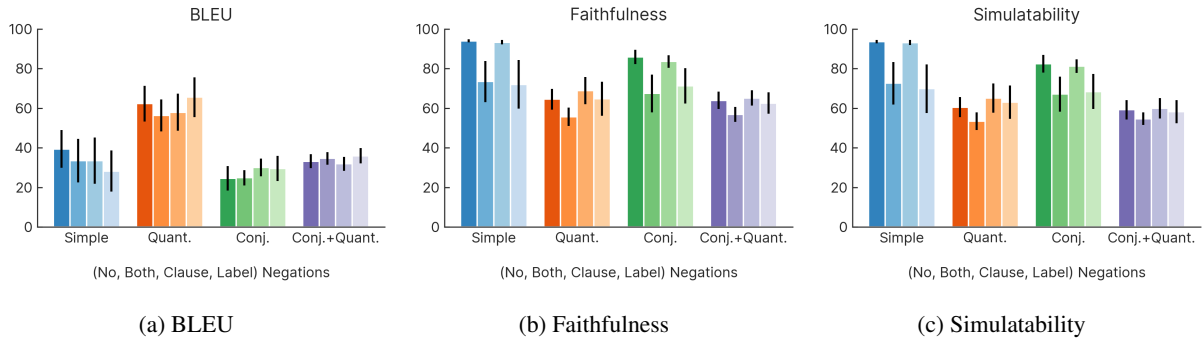 BLEU
100
80
60
40
20
0
Simple Quant. Conj. Conj.+Quant.
(No, Both, Clause, Label) Negations
(a) BLEU
Faithfulness
100
80
60
40
20
0
Simple Quant. Conj. Conj.+Quant.
(No, Both, Clause, Label) Negations
(b) Faithfulness
Simulatability
100
80
60
40
20
0
Simple Quant. Conj. Conj.+Quant.
(No, Both, Clause, Label) Negations
(c) Simulatability